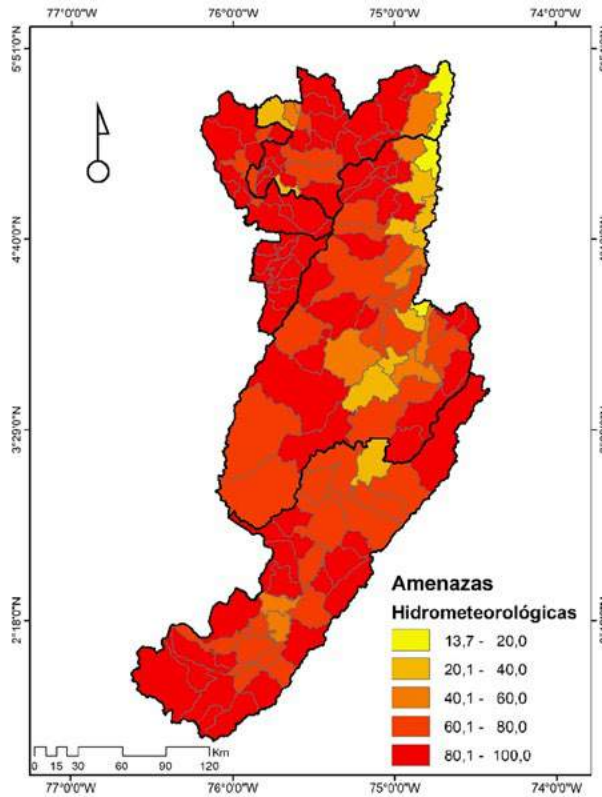 77°0'0"W 76°0'0"W 75°0'0"W 74°0'0"W
5°51'0"N
4°40'0"N
3°29'0"N
2°18'0"N
Amenazas
Hidrometeorológicas
13,7 - 20,0
20,1 - 40,0
40,1 - 60,0
60,1 - 80,0
80,1 - 100,0
Km
0 15 30 60 90 120
77°0'0"W 76°0'0"W 75°0'0"W 74°0'0"W